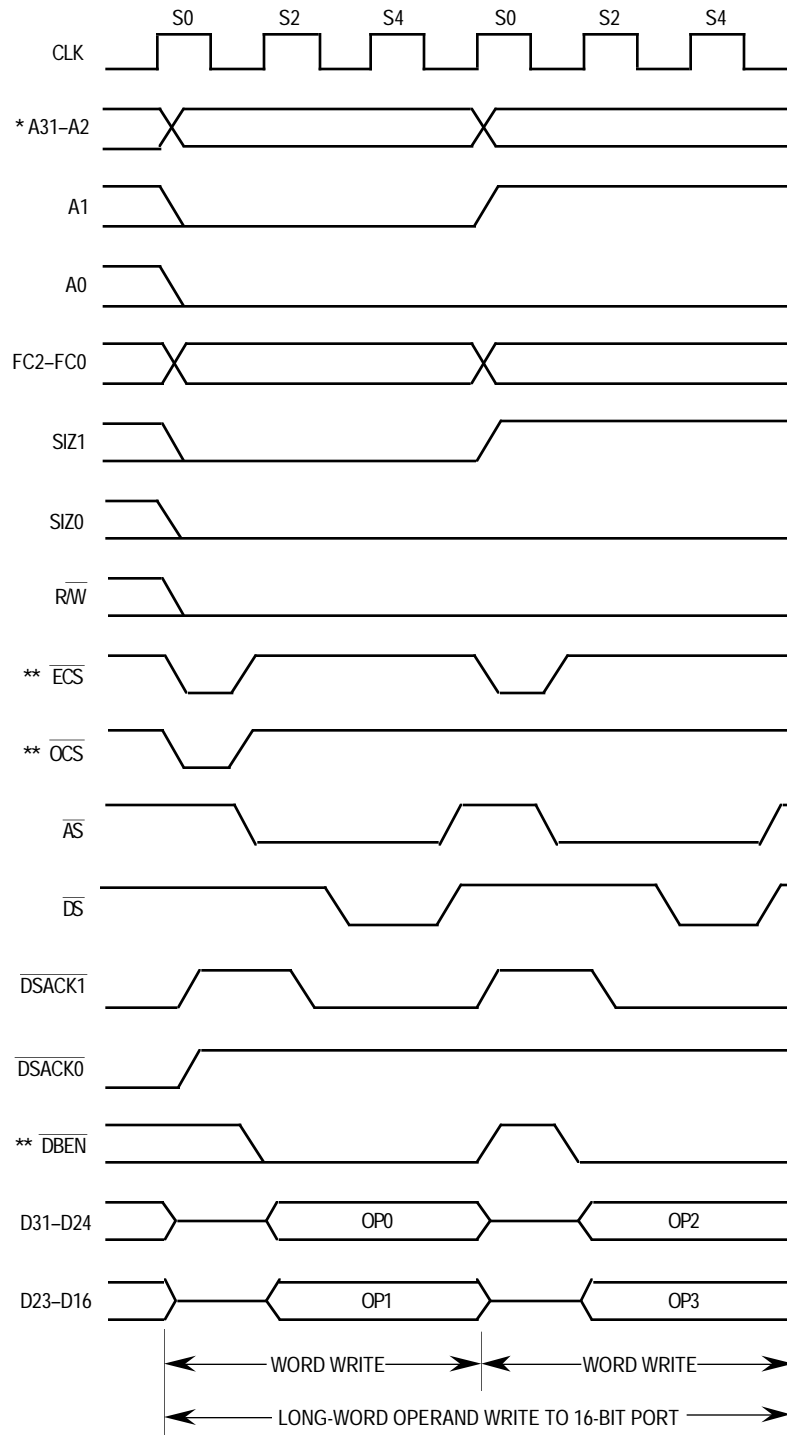 S0 S2 S4 S0 S2 S4
CLK
* A31–A2
A1
A0
FC2–FC0
SIZ1
SIZ0
R/W
** ECS
** OCS
AS
DS
DSACK1
DSACK0
** DBEN
D31–D24 OP0 OP2
D23–D16 OP1 OP3
WORD WRITE WORD WRITE
LONG-WORD OPERAND WRITE TO 16-BIT PORT